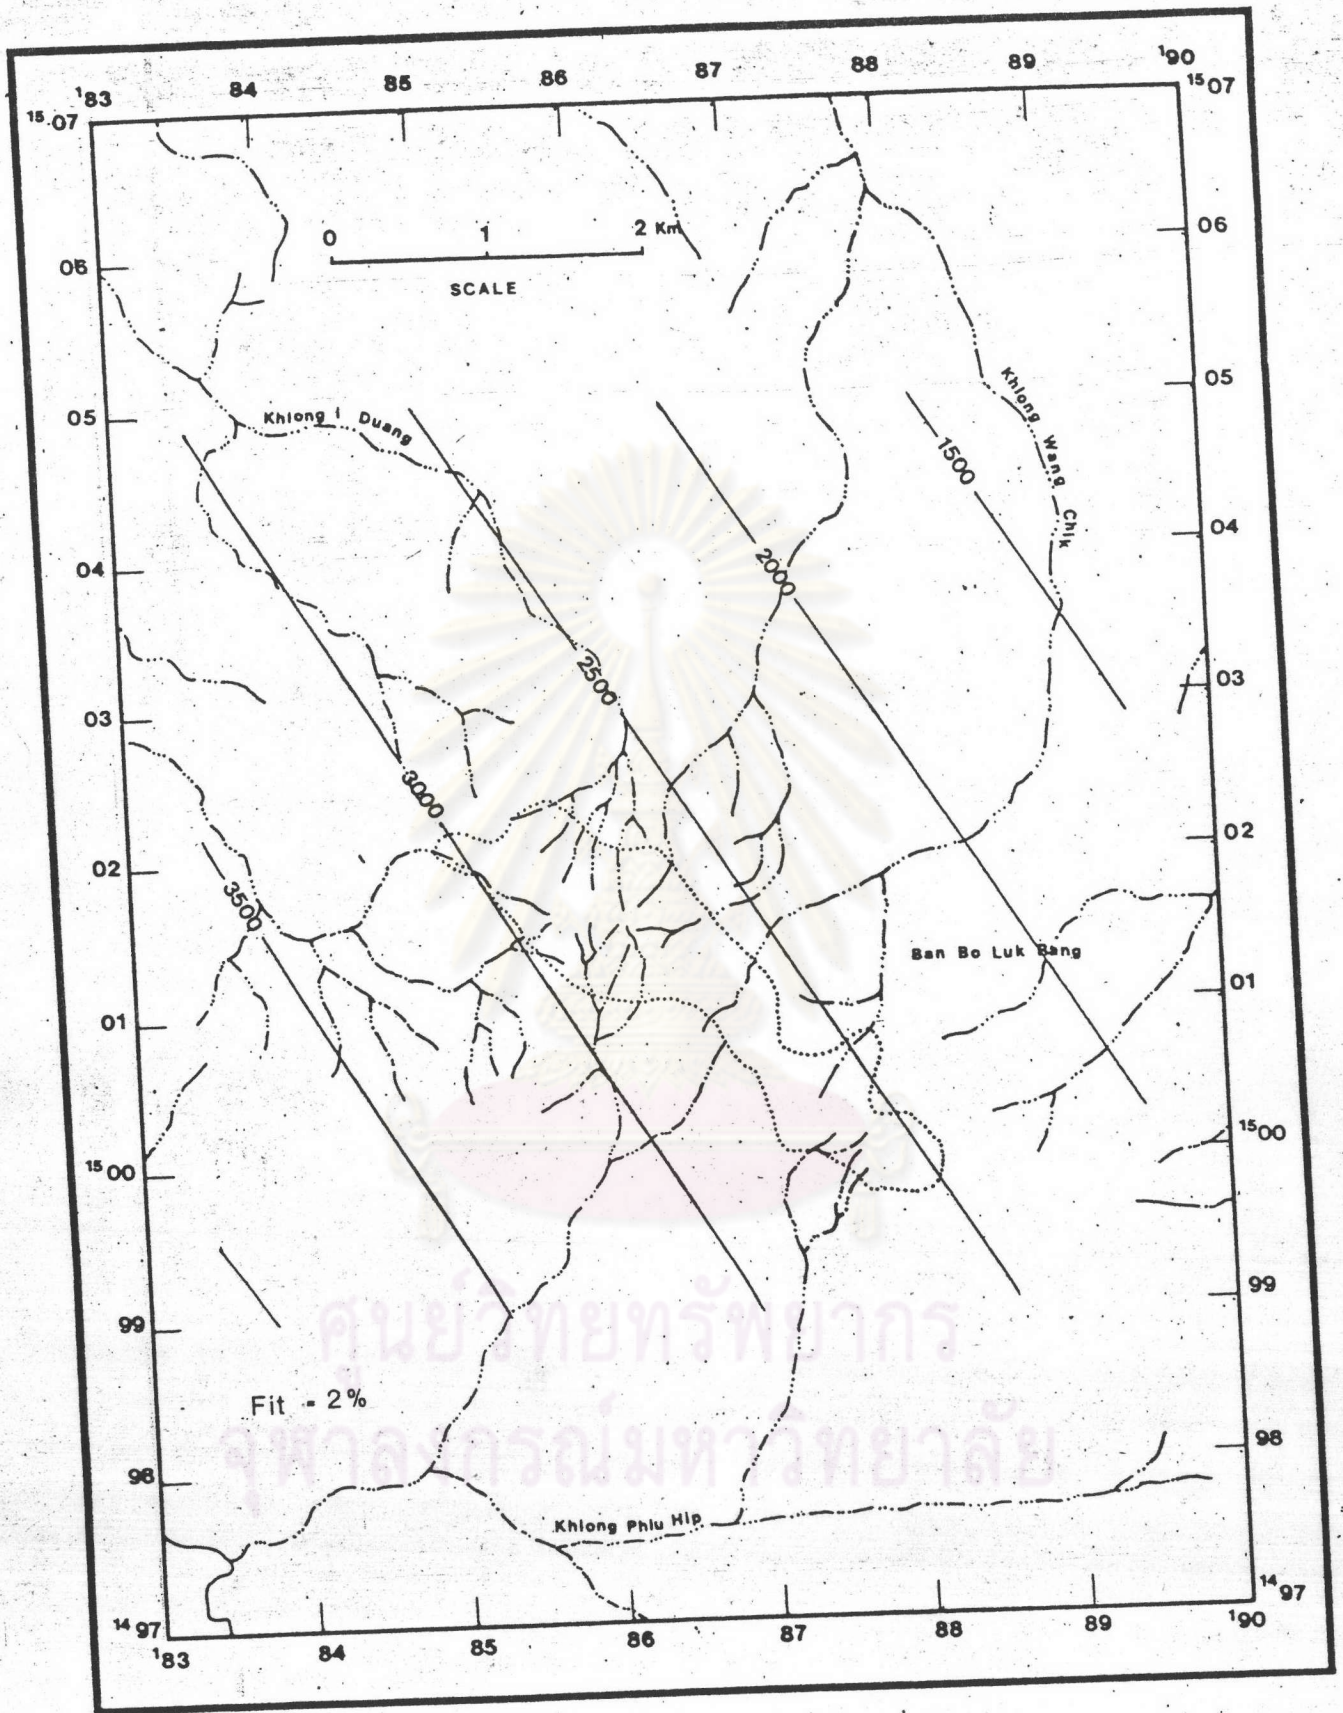 ¹83 84 85 86 87 88 89 ¹90
¹⁵07 ¹⁵07
0 1 2 Km
SCALE
06 06
05 05
Khlong I Duang
Khlong Wang Chik
1500
04 04
2000
2500
03 03
3000
02 02
3500
Ban Bo Luk Bang
01 01
¹⁵00 ¹⁵00
99 99
ศูนย์วิทยทรัพยากร
Fit = 2%
จุฬาลงกรณ์มหาวิทยาลัย
98 98
Khlong Phlu Hip
¹⁴97 ¹⁴97
¹83 84 85 86 87 88 89 ¹90